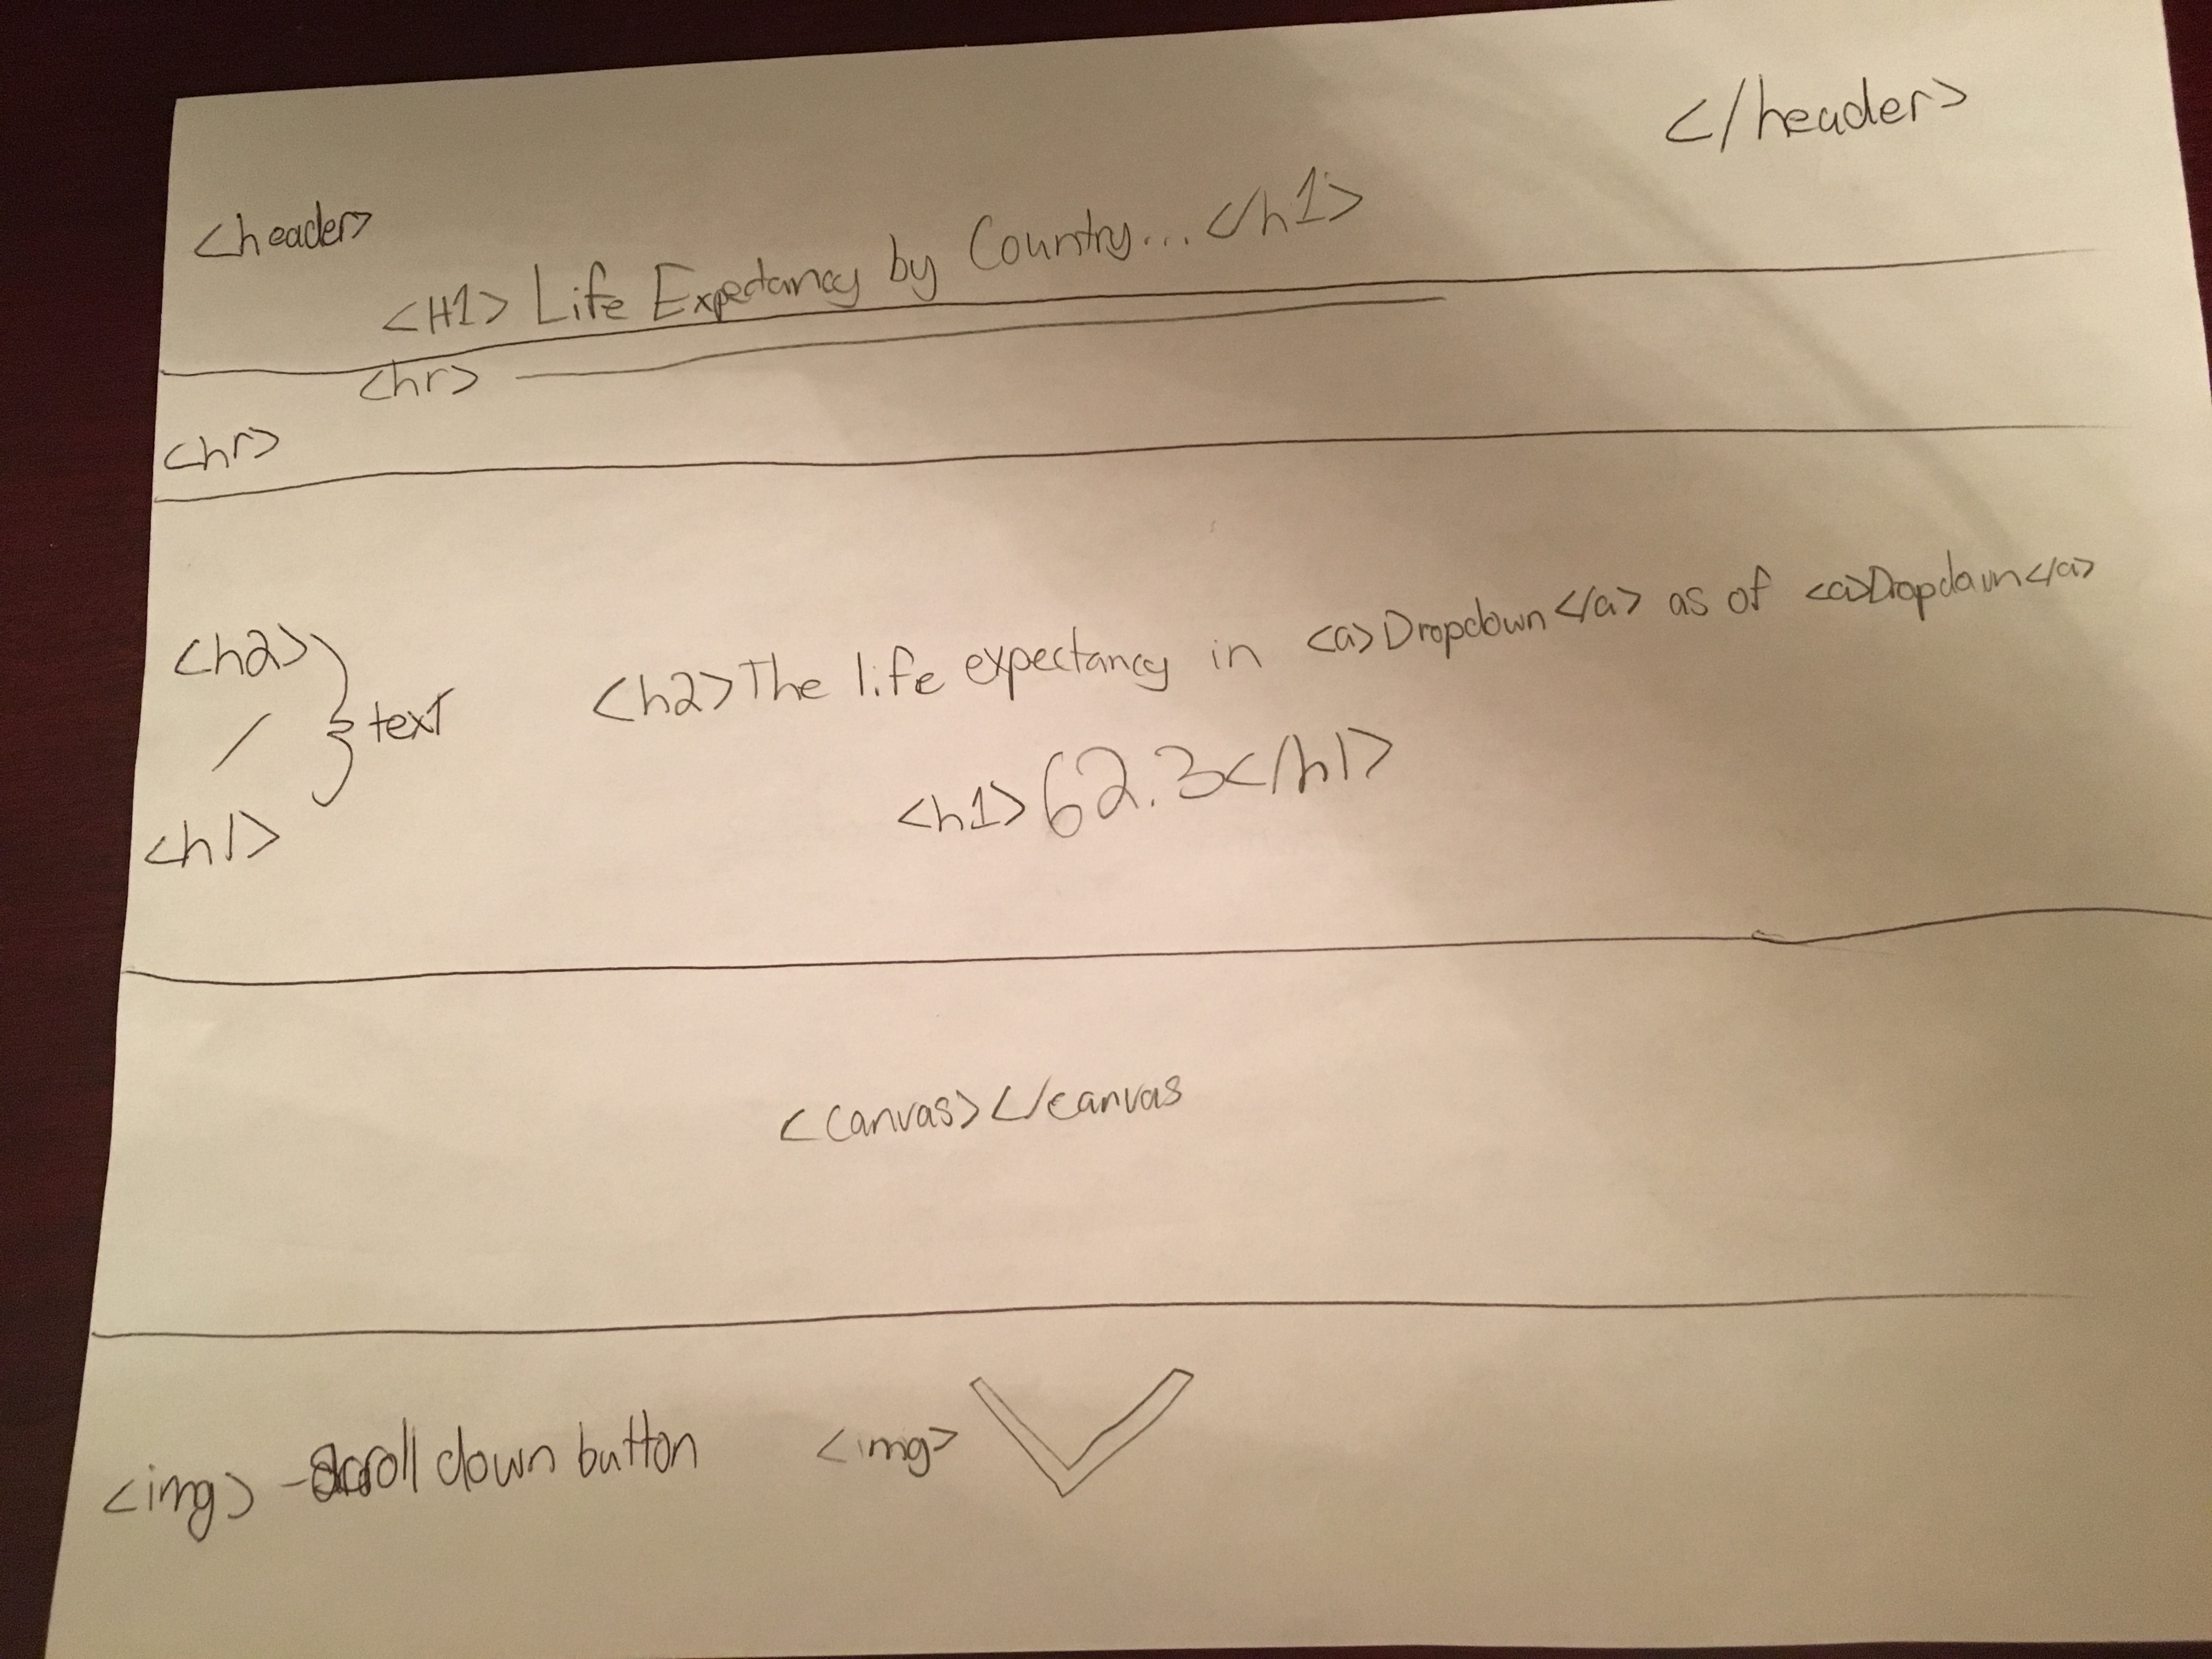 <header> </header>
<H1> Life Expectancy by Country... </h1>
<hr> <hr>
<h2> } text <h2>The life expectancy in <a>Dropdown</a> as of <a>Dropdown</a>
<h1> <h1>62.3</h1>
<canvas></canvas
<img> - scroll down button <img>